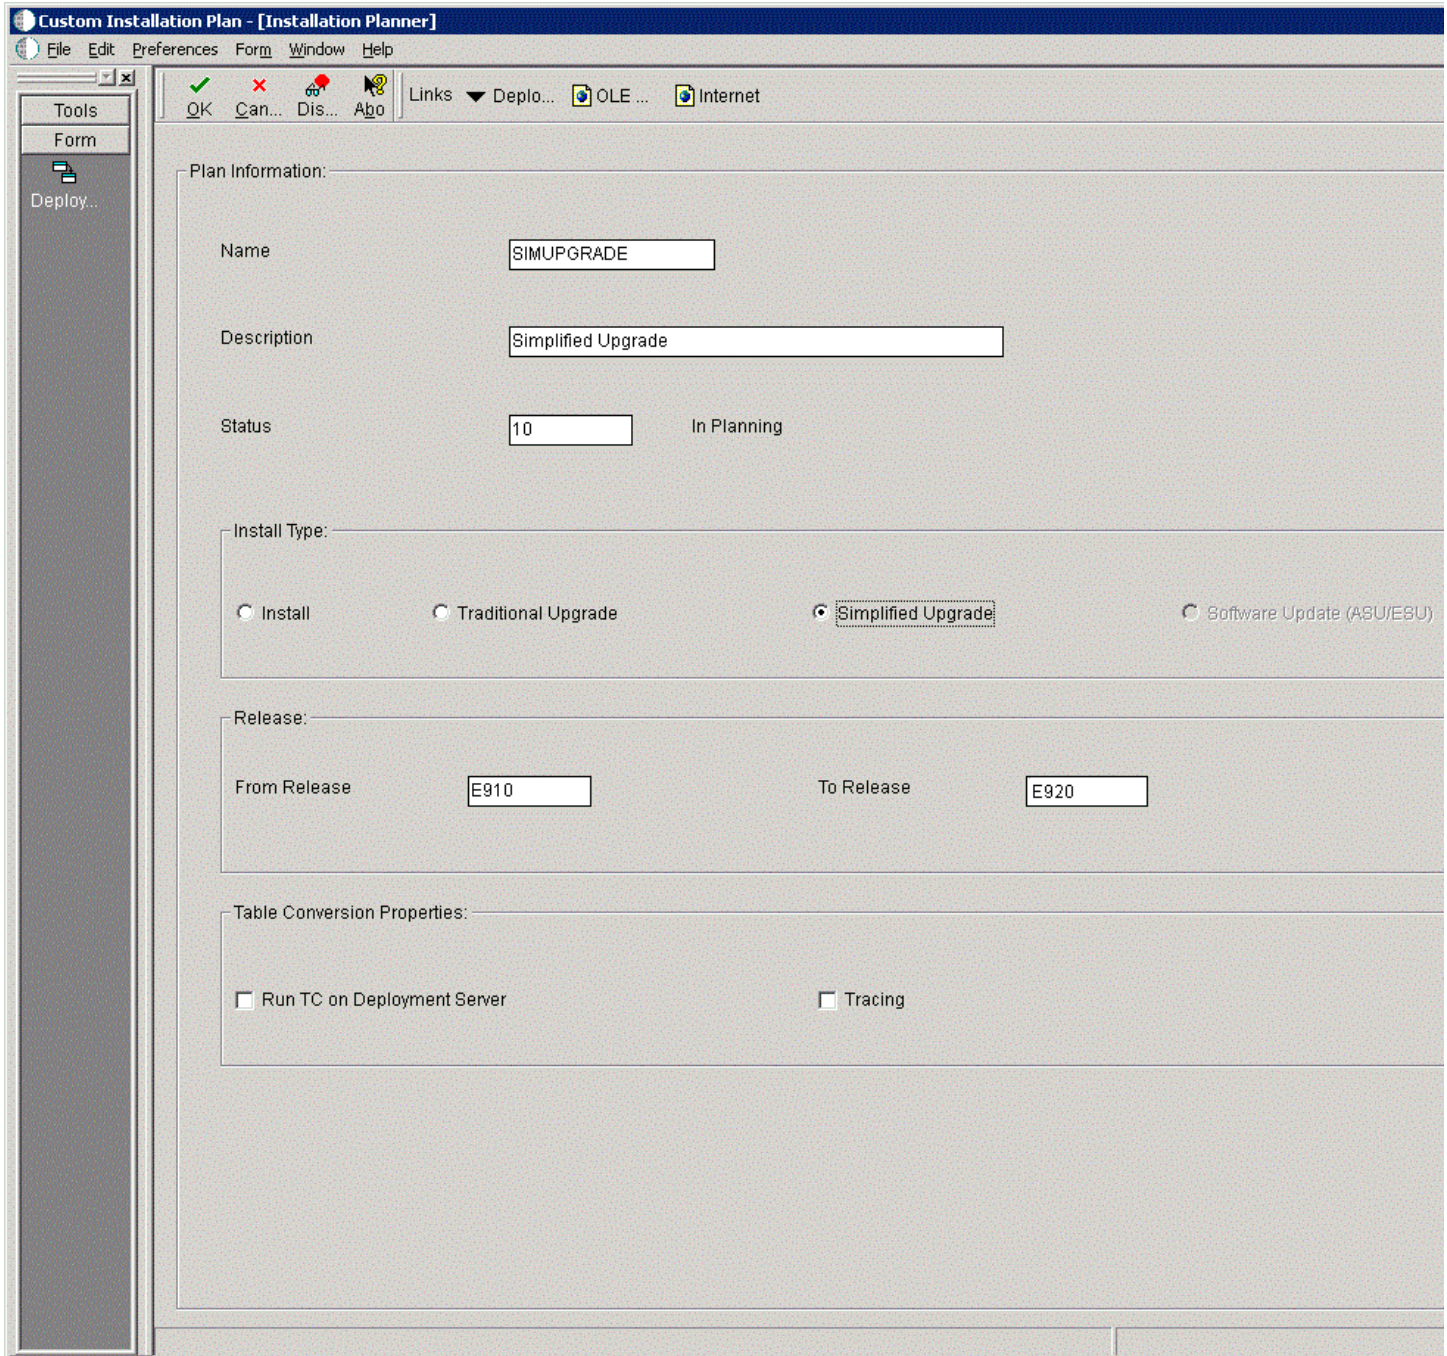 Custom Installation Plan - [Installation Planner]
File Edit Preferences Form Window Help
Tools
Form
Deploy...
OK Can... Dis... Abo Links Deplo... OLE ... Internet
Plan Information:
Name SIMUPGRADE
Description Simplified Upgrade
Status 10 In Planning
Install Type:
Install Traditional Upgrade Simplified Upgrade Software Update (ASU/ESU)
Release:
From Release E910 To Release E920
Table Conversion Properties:
Run TC on Deployment Server Tracing